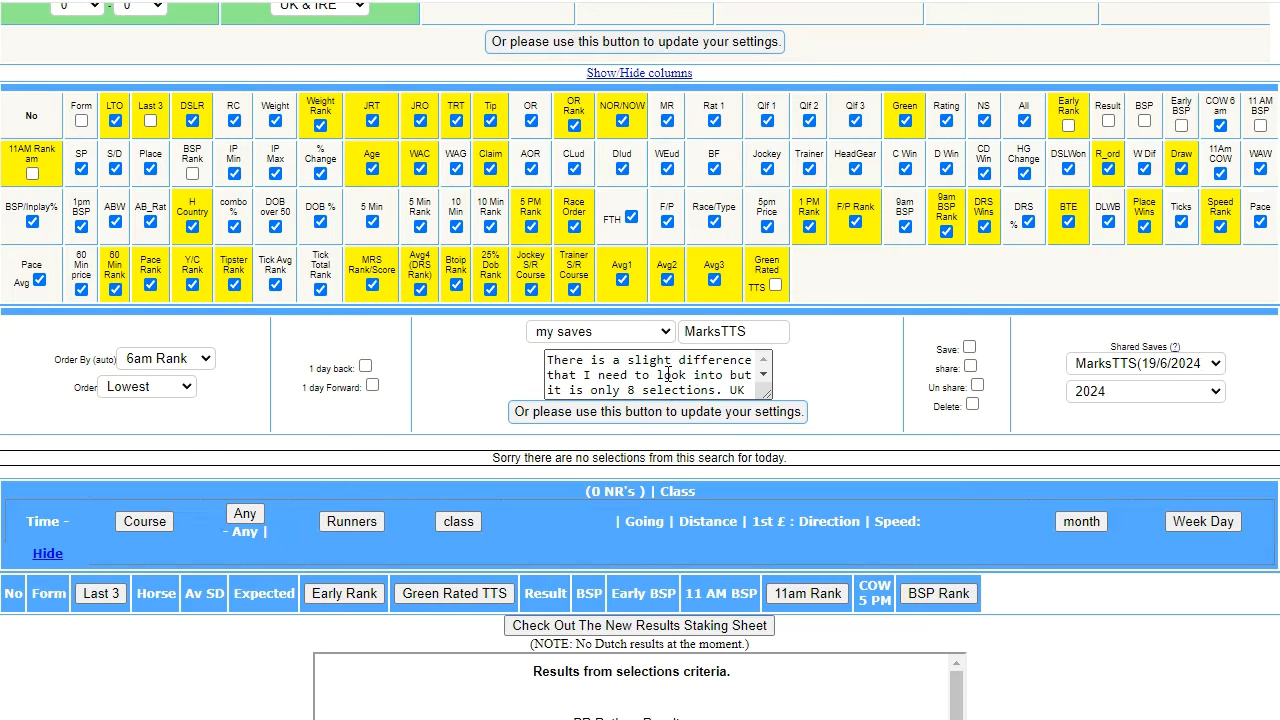 0 - 0 UK & IRE
Or please use this button to update your settings.
Show/Hide columns
No Form LTO Last 3 DSLR RC Weight Weight Rank JRT JRO TRT Tip OR OR Rank NOR/NOW MR Rat 1 Qlf 1 Qlf 2 Qlf 3 Green Rating NS All Early Rank Result BSP Early BSP COW 6 am 11 AM BSP
11AM Rank am SP S/D Place BSP Rank IP Min IP Max % Change Age WAC WAG Claim AOR CLud Dlud WEud BF Jockey Trainer HeadGear C Win D Win CD Win HG Change DSLWon R_ord W Dif Draw 11Am COW WAW
BSP/Inplay% 1pm BSP ABW AB_Rat H Country combo % DOB over 50 DOB % 5 Min 5 Min Rank 10 Min 10 Min Rank 5 PM Rank Race Order FTH F/P Race/Type 5pm Price 1 PM Rank F/P Rank 9am BSP 9am BSP Rank DRS Wins DRS % BTE DLWB Place Wins Ticks Speed Rank Pace
Pace Avg 60 Min price 60 Min Rank Pace Rank Y/C Rank Tipster Rank Tick Avg Rank Tick Total Rank MRS Rank/Score Avg4 (DRS Rank) Btoip Rank 25% Dob Rank Jockey S/R Course Trainer S/R Course Avg1 Avg2 Avg3 Green Rated TTS
Order By (auto) 6am Rank
Order Lowest
1 day back:
1 day Forward:
my saves MarksTTS
There is a slight difference
that I need to look into but
it is only 8 selections. UK
Or please use this button to update your settings.
Save:
share:
Un share:
Delete:
Shared Saves (?)
MarksTTS(19/6/2024
2024
Sorry there are no selections from this search for today.
(0 NR's ) | Class
Time - Course Any - Any | Runners class | Going | Distance | 1st £ : Direction | Speed: month Week Day
Hide
No Form Last 3 Horse Av SD Expected Early Rank Green Rated TTS Result BSP Early BSP 11 AM BSP 11am Rank COW 5 PM BSP Rank
Check Out The New Results Staking Sheet
(NOTE: No Dutch results at the moment.)
Results from selections criteria.